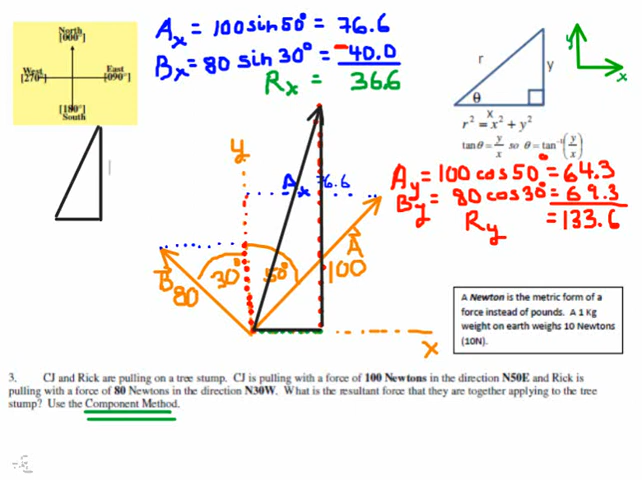 North
[000°]
West
[270°]
East
[090°]
[180°]
South
Ax = 100sin50° = 76.6
Bx = 80 sin 30° = -40.0
Rx = 36.6
r
y
θ
x
r² = x² + y²
tanθ = y/x so θ = tan⁻¹(y/x)
y
x
Ay = 100 cos 50° = 64.3
By = 80 cos 30° = 69.3
Ry = 133.6
y
Ax 76.6
B
80
30°
50°
A
100
x
A Newton is the metric form of a
force instead of pounds. A 1 Kg
weight on earth weighs 10 Newtons
(10N).
3. CJ and Rick are pulling on a tree stump. CJ is pulling with a force of 100 Newtons in the direction N50E and Rick is
pulling with a force of 80 Newtons in the direction N30W. What is the resultant force that they are together applying to the tree
stump? Use the Component Method.